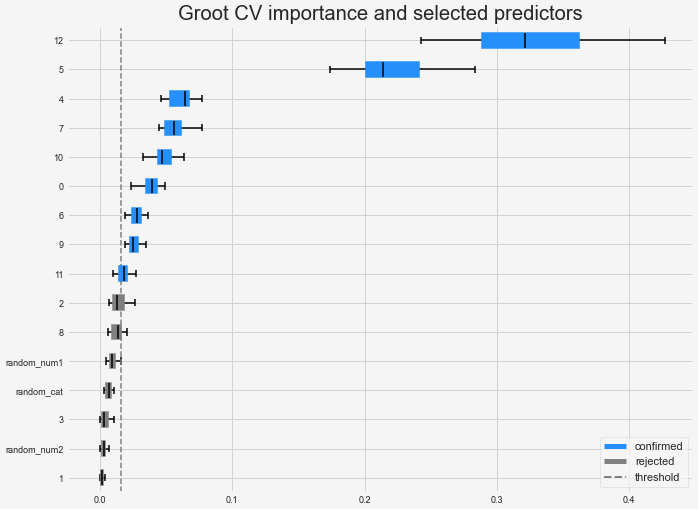 Groot CV importance and selected predictors
12
5
4
7
10
0
6
9
11
2
8
random_num1
random_cat
3
random_num2
1
confirmed
rejected
threshold
0.0 0.1 0.2 0.3 0.4